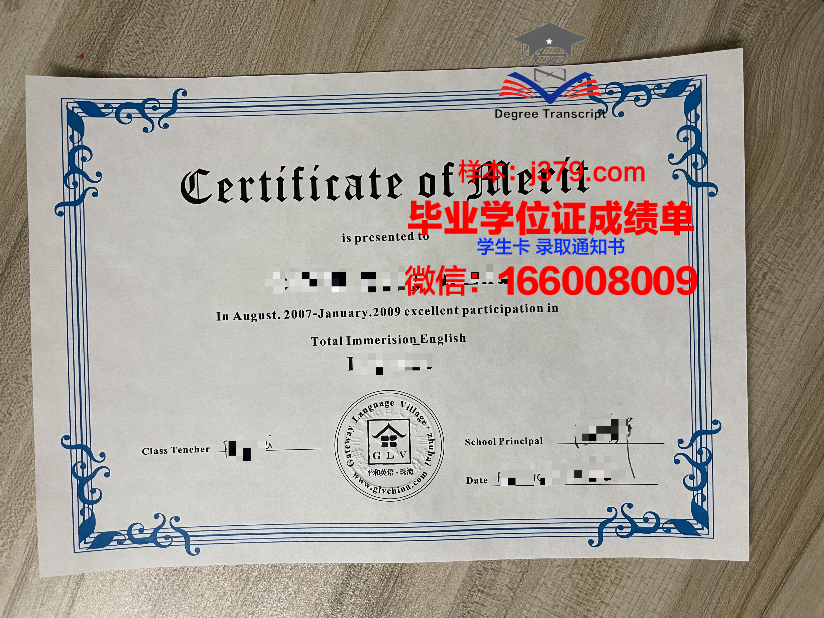 Degree Transcript
Certificate of Merit
样本：j379.com
毕业学位证成绩单
is presented to
学生卡 录取通知书
微信：166008009
In August, 2007-January.2009 excellent participation in
Total Immerision English
Gateway Language Village, zhuhai
GLV
www.glvchina.com
Class Tencher
School Principal
Date